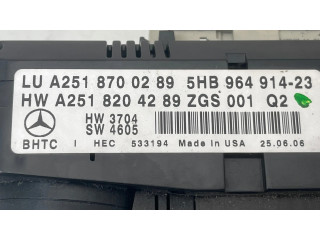 LU A251 870 02 89 5HB 964 914-23
HW A251 820 42 89 ZGS 001 Q2
HW 3704
SW 4605
BHTC I HEC 533194 Made in USA 25.06.06